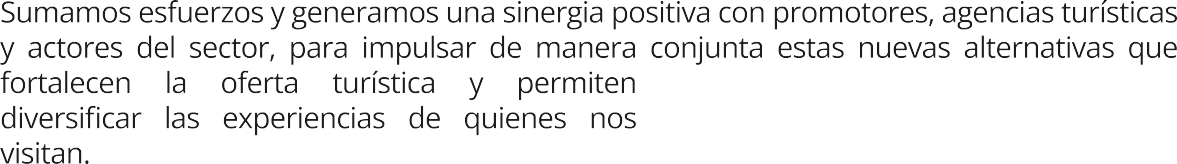 Sumamos esfuerzos y generamos una sinergia positiva con promotores, agencias turísticas
y actores del sector, para impulsar de manera conjunta estas nuevas alternativas que
fortalecen la oferta turística y permiten
diversificar las experiencias de quienes nos
visitan.